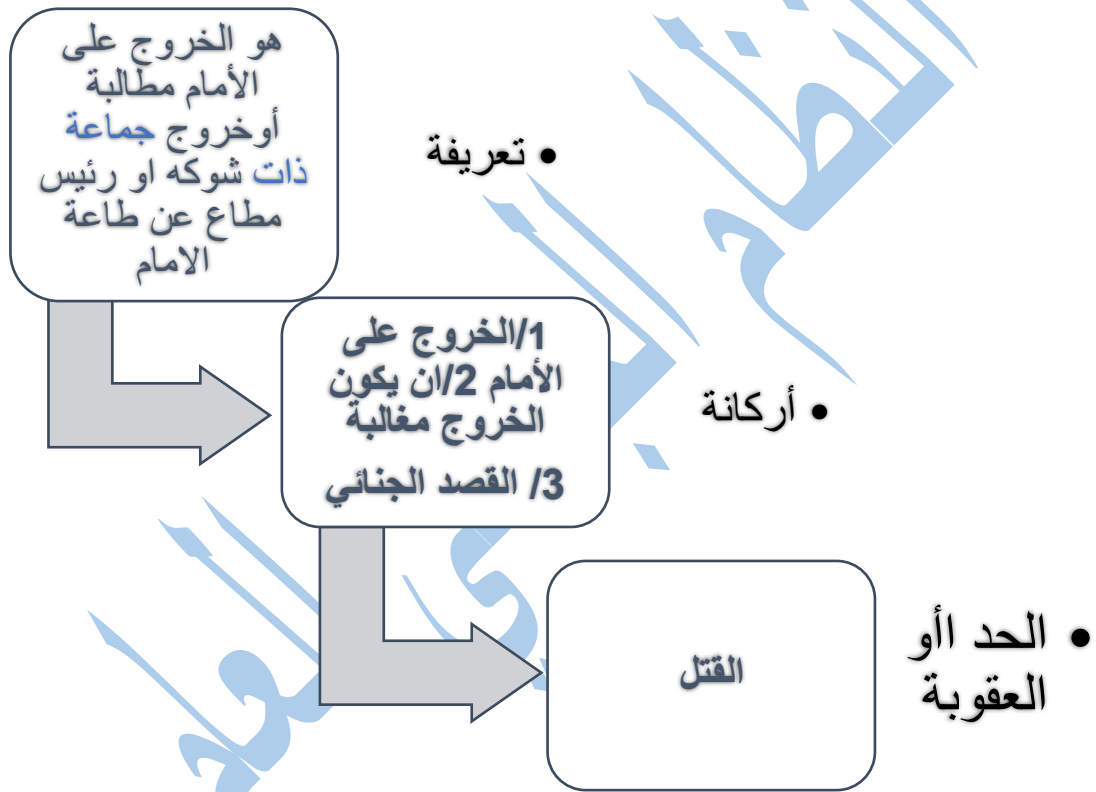 هو الخروج على
الأمام مطالبة
أوخروج جماعة
ذات شوكه او رئيس
مطاع عن طاعة
الامام
• تعريفة
1/الخروج على
الأمام 2/ان يكون
الخروج مغالبة
3/ القصد الجنائي
• أركانة
القتل
• الحد اأو
العقوبة